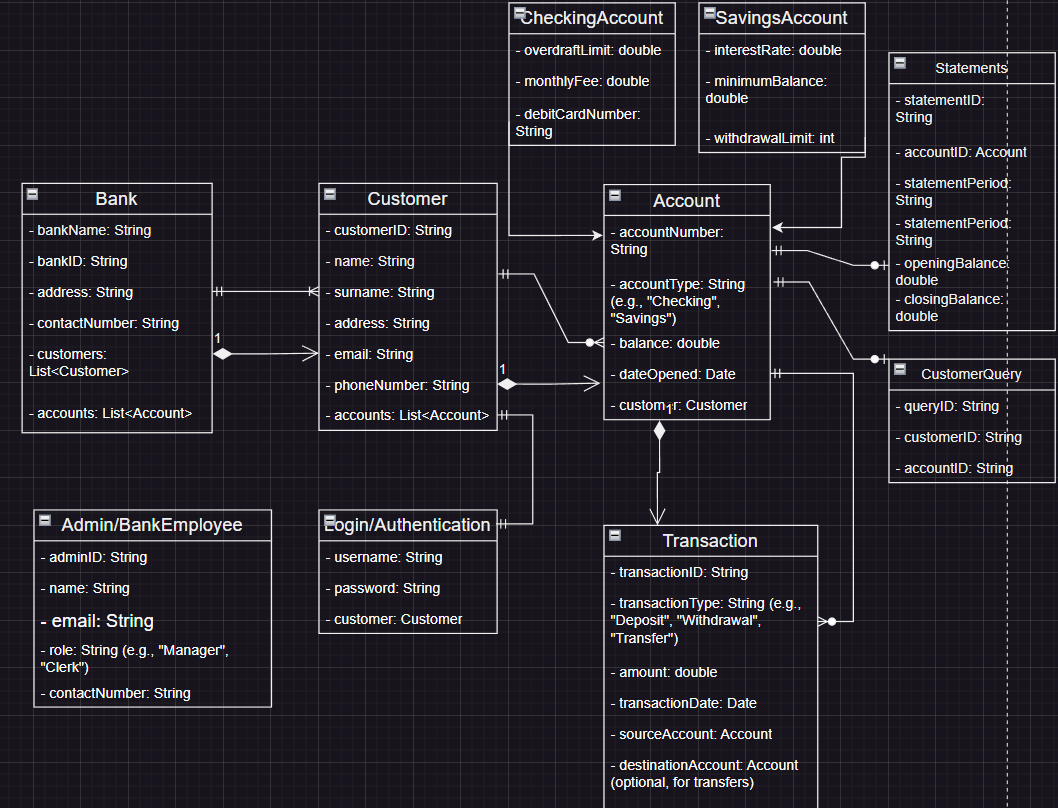 CheckingAccount
- overdraftLimit: double
- monthlyFee: double
- debitCardNumber:
String
SavingsAccount
- interestRate: double
- minimumBalance:
double
- withdrawalLimit: int
Statements
- statementID:
String
- accountID: Account
- statementPeriod:
String
- statementPeriod:
String
- openingBalance:
double
- closingBalance:
double
Bank
- bankName: String
- bankID: String
- address: String
- contactNumber: String
- customers:
List<Customer>
- accounts: List<Account>
1
Customer
- customerID: String
- name: String
- surname: String
- address: String
- email: String
- phoneNumber: String
- accounts: List<Account>
1
Account
- accountNumber:
String
- accountType: String
(e.g., "Checking",
"Savings")
- balance: double
- dateOpened: Date
- customer: Customer
1
CustomerQuery
- queryID: String
- customerID: String
- accountID: String
Admin/BankEmployee
- adminID: String
- name: String
- email: String
- role: String (e.g., "Manager",
"Clerk")
- contactNumber: String
Login/Authentication
- username: String
- password: String
- customer: Customer
Transaction
- transactionID: String
- transactionType: String (e.g.,
"Deposit", "Withdrawal",
"Transfer")
- amount: double
- transactionDate: Date
- sourceAccount: Account
- destinationAccount: Account
(optional, for transfers)